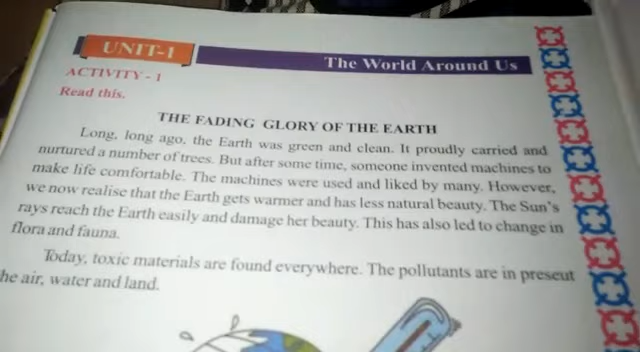 UNIT-1
The World Around Us
ACTIVITY - 1
Read this.
THE FADING GLORY OF THE EARTH
Long, long ago, the Earth was green and clean. It proudly carried and
nurtured a number of trees. But after some time, someone invented machines to
make life comfortable. The machines were used and liked by many. However,
we now realise that the Earth gets warmer and has less natural beauty. The Sun's
rays reach the Earth easily and damage her beauty. This has also led to change in
flora and fauna.
Today, toxic materials are found everywhere. The pollutants are in preseut
he air, water and land.